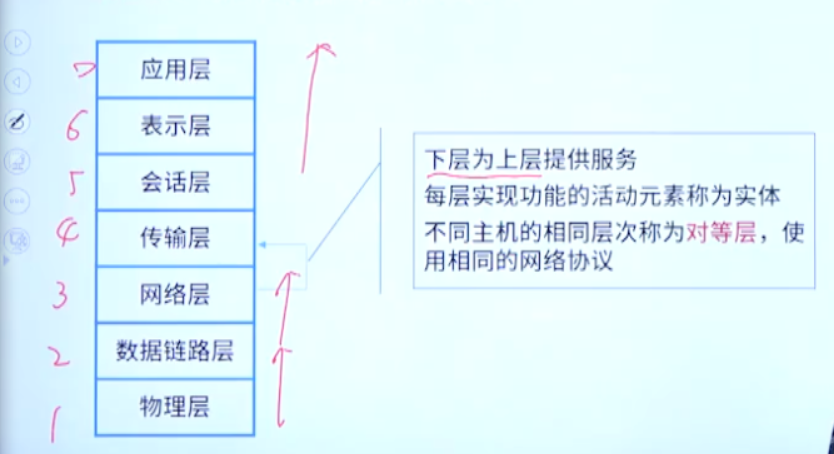 7 应用层
6 表示层
5 会话层
4 传输层
3 网络层
2 数据链路层
1 物理层
下层为上层提供服务
每层实现功能的活动元素称为实体
不同主机的相同层次称为对等层，使
用相同的网络协议